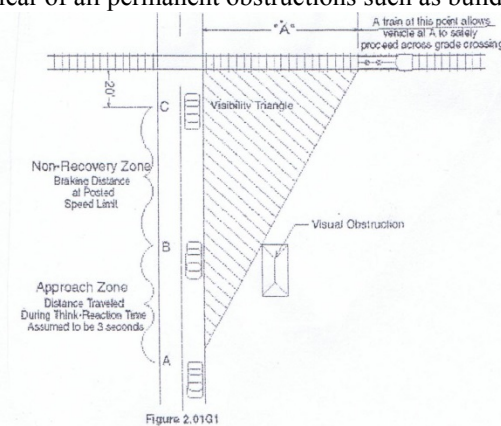 lear of all permanent obstructions such as build
"A"
A train at this point allows
vehicle at A to safely
proceed across grade crossing
20'
C
Visibility Triangle
Non-Recovery Zone
Braking Distance
at Posted
Speed Limit
B
Visual Obstruction
Approach Zone
Distance Traveled
During Think-Reaction Time
Assumed to be 3 seconds
A
Figure 2.01G1